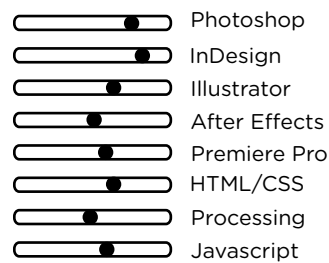 Photoshop
InDesign
Illustrator
After Effects
Premiere Pro
HTML/CSS
Processing
Javascript